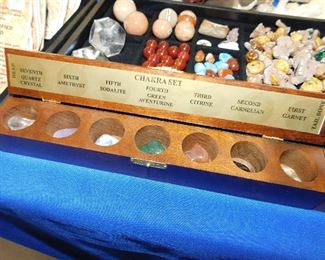 CHAKRA SET
SEVENTH
QUARTZ
CRYSTAL
SIXTH
AMETHYST
FIFTH
SODALITE
FOURTH
GREEN
AVENTURINE
THIRD
CITRINE
SECOND
CARNELIAN
FIRST
GARNET